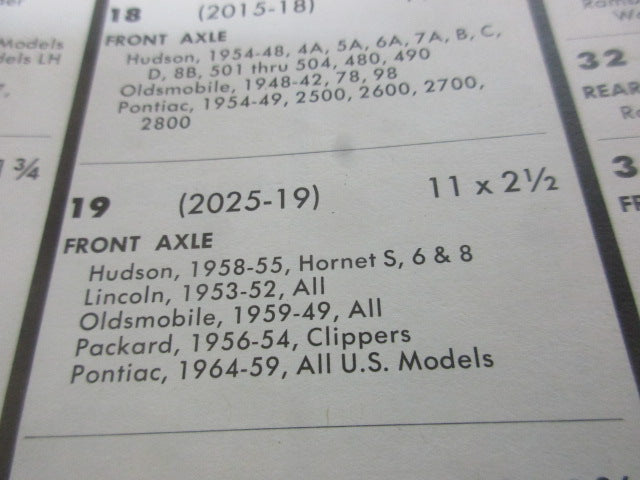 18 (2015-18)
FRONT AXLE
Hudson, 1954-48, 4A, 5A, 6A, 7A, B, C,
D, 8B, 501 thru 504, 480, 490
Oldsmobile, 1948-42, 78, 98
Pontiac, 1954-49, 2500, 2600, 2700,
2800
19 (2025-19) 11 x 2½
FRONT AXLE
Hudson, 1958-55, Hornet S, 6 & 8
Lincoln, 1953-52, All
Oldsmobile, 1959-49, All
Packard, 1956-54, Clippers
Pontiac, 1964-59, All U.S. Models
Models
LH
¾
32
REAR